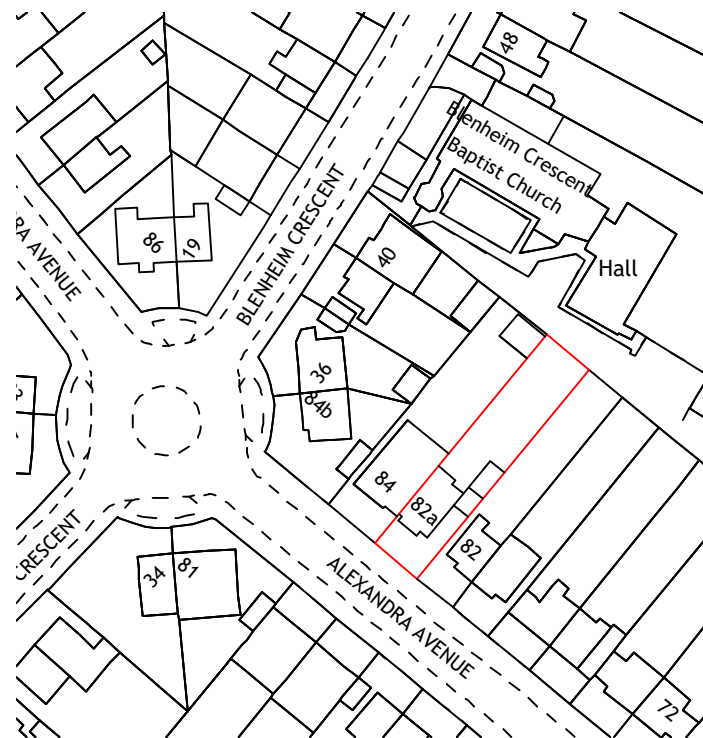 48
Blenheim Crescent
Baptist Church
BLENHEIM CRESCENT
RA AVENUE
86
19
40
Hall
36
84b
84
82a
82
CRESCENT
34
81
ALEXANDRA AVENUE
72